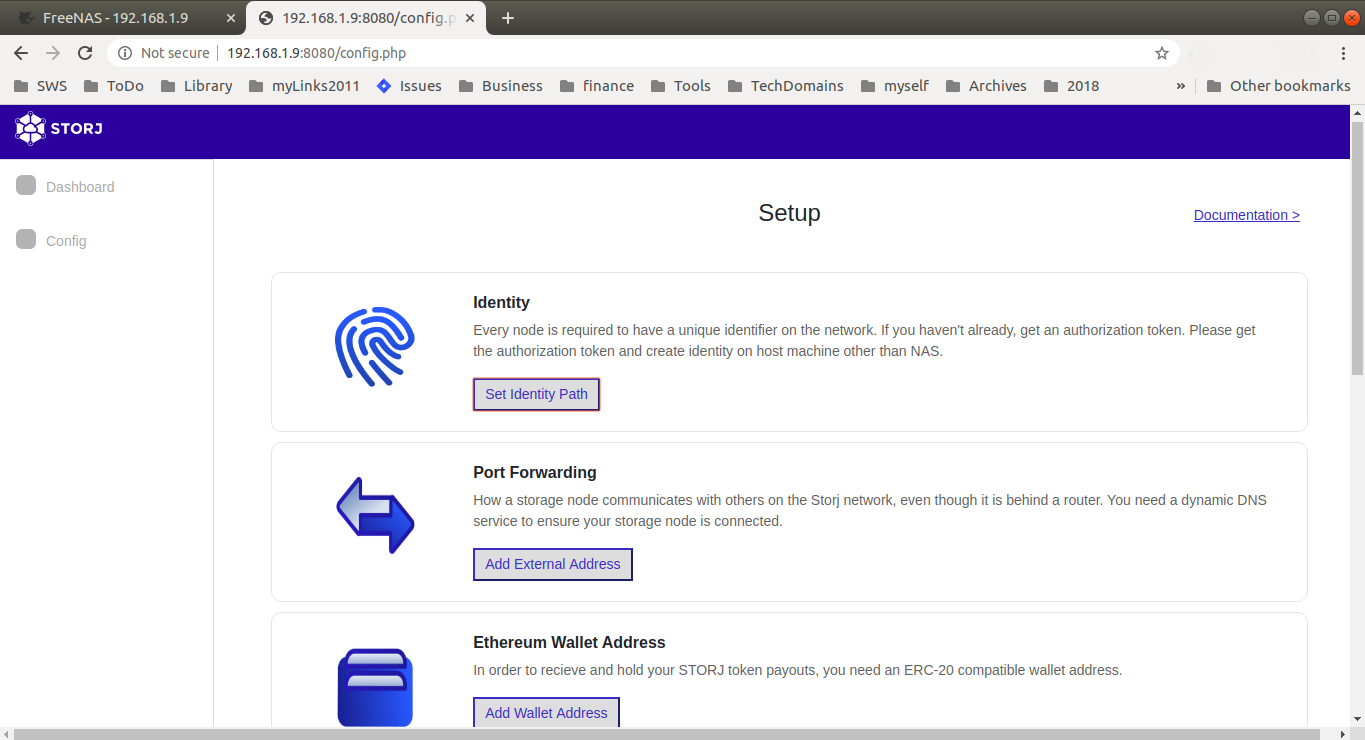 FreeNAS - 192.168.1.9
192.168.1.9:8080/config.p
Not secure
192.168.1.9:8080/config.php
SWS ToDo Library myLinks2011 Issues Business finance Tools TechDomains myself Archives 2018 » Other bookmarks
STORJ
Dashboard
Config
Setup
Documentation >
Identity
Every node is required to have a unique identifier on the network. If you haven't already, get an authorization token. Please get
the authorization token and create identity on host machine other than NAS.
Set Identity Path
Port Forwarding
How a storage node communicates with others on the Storj network, even though it is behind a router. You need a dynamic DNS
service to ensure your storage node is connected.
Add External Address
Ethereum Wallet Address
In order to recieve and hold your STORJ token payouts, you need an ERC-20 compatible wallet address.
Add Wallet Address